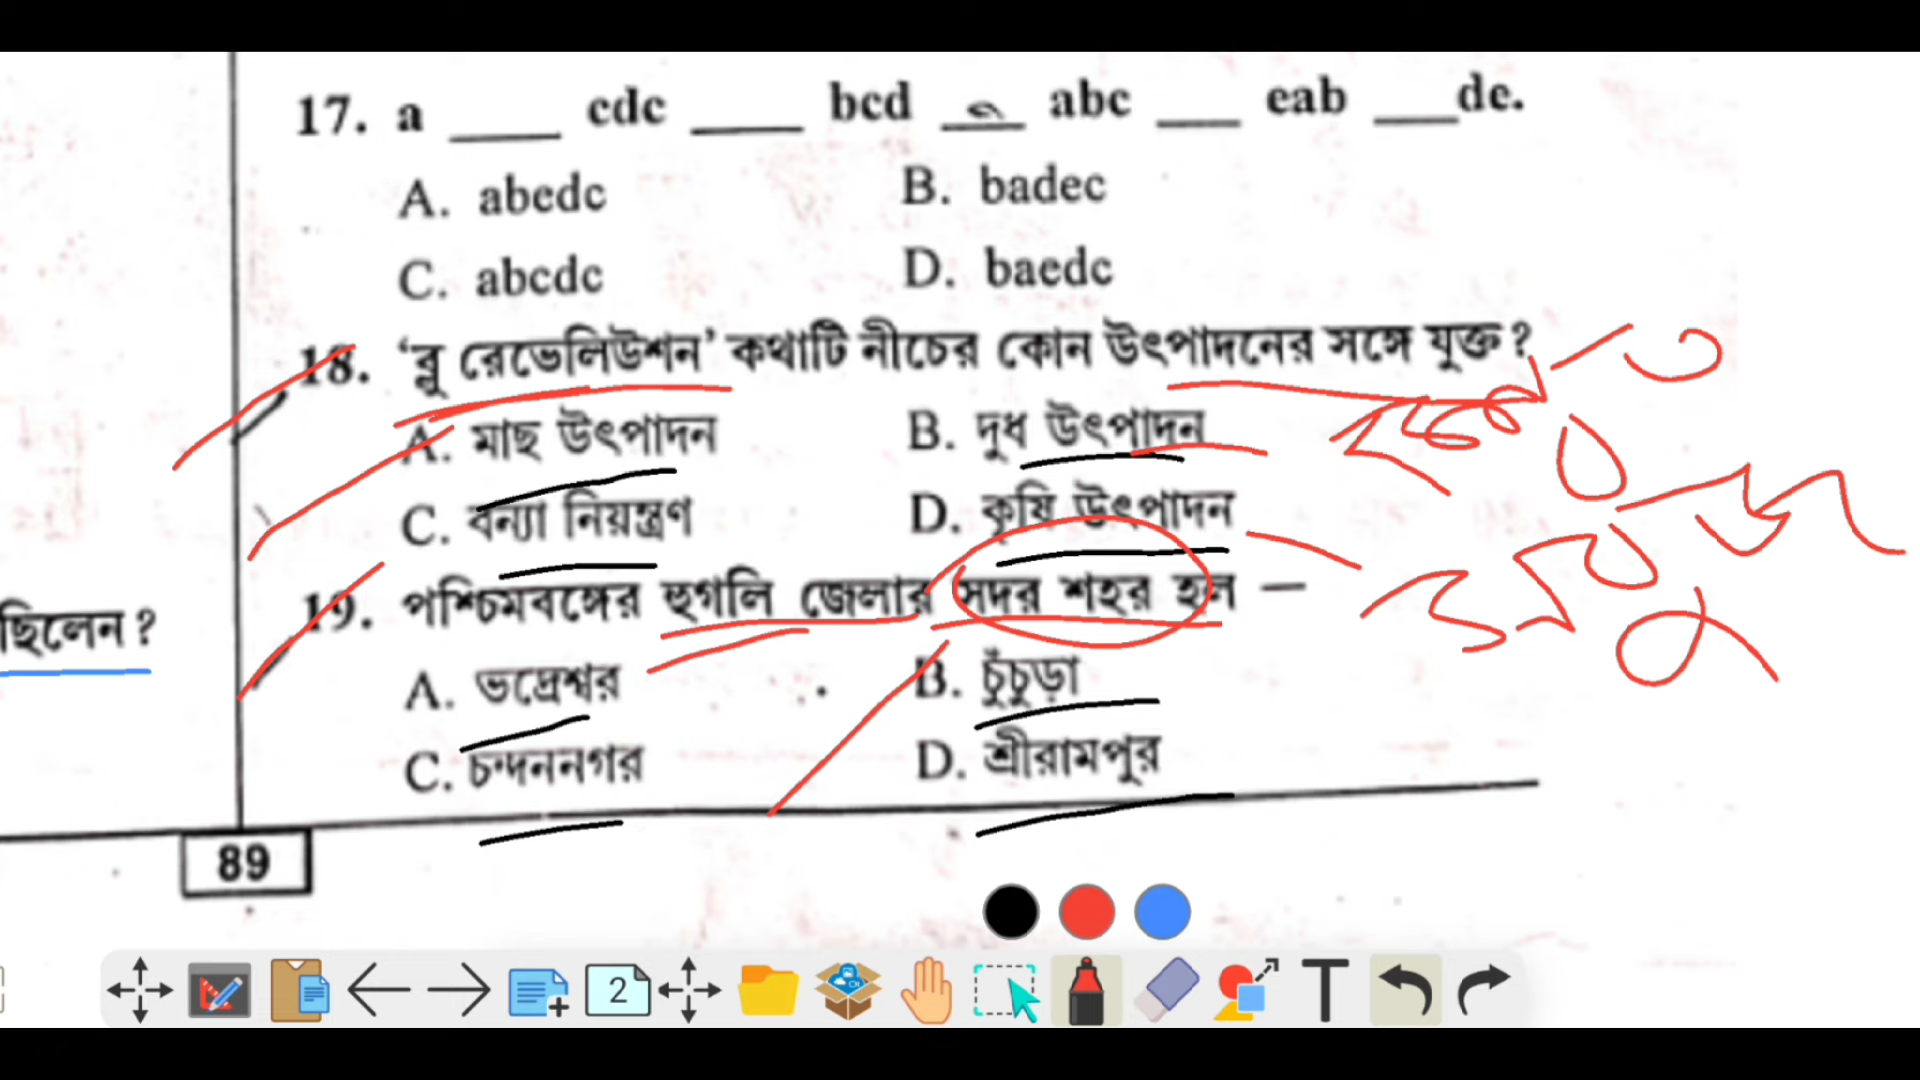 17. a ____ cdc ____ bcd ____ abc ____ eab ____de.
A. abedc B. badec
C. abcdc D. baedc
18. ‘ব্লু রেভেলিউশন’ কথাটি নীচের কোন উৎপাদনের সঙ্গে যুক্ত?
A. মাছ উৎপাদন B. দুধ উৎপাদন
C. বন্যা নিয়ন্ত্রণ D. কৃষি উৎপাদন
ছিলেন?
19. পশ্চিমবঙ্গের হুগলি জেলার সদর শহর হল —
A. ভদ্রেশ্বর B. চুঁচুড়া
C. চন্দননগর D. শ্রীরামপুর
89
2
T